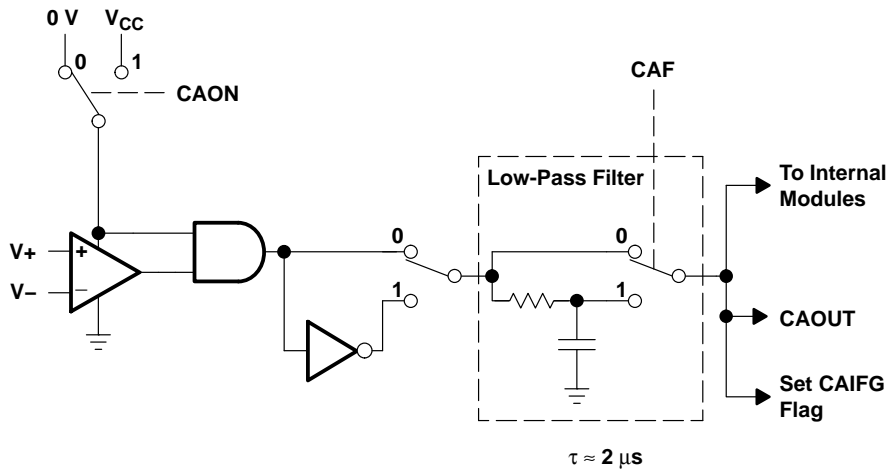 0 V VCC
0 1
CAON
CAF
Low-Pass Filter
To Internal
Modules
V+ +
V− −
0
1
0
1
CAOUT
Set CAIFG
Flag
τ ≈ 2 μs